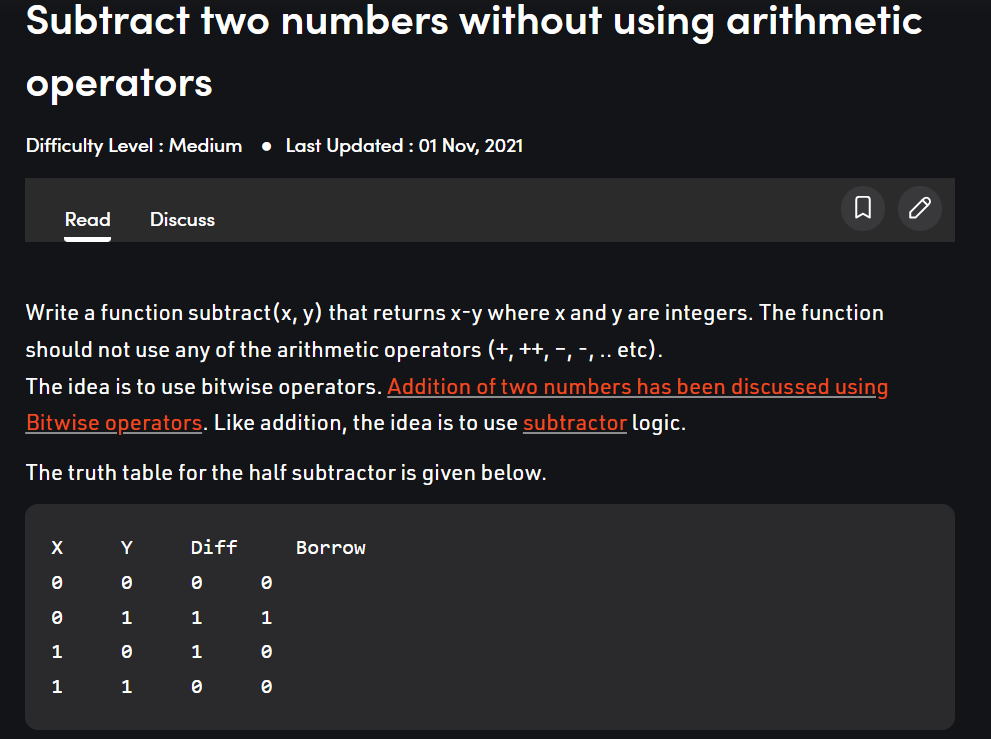 Subtract two numbers without using arithmetic
operators
Difficulty Level : Medium ● Last Updated : 01 Nov, 2021
Read Discuss
Write a function subtract(x, y) that returns x-y where x and y are integers. The function
should not use any of the arithmetic operators (+, ++, –, -, .. etc).
The idea is to use bitwise operators. Addition of two numbers has been discussed using
Bitwise operators. Like addition, the idea is to use subtractor logic.
The truth table for the half subtractor is given below.
X Y Diff Borrow
0 0 0 0
0 1 1 1
1 0 1 0
1 1 0 0